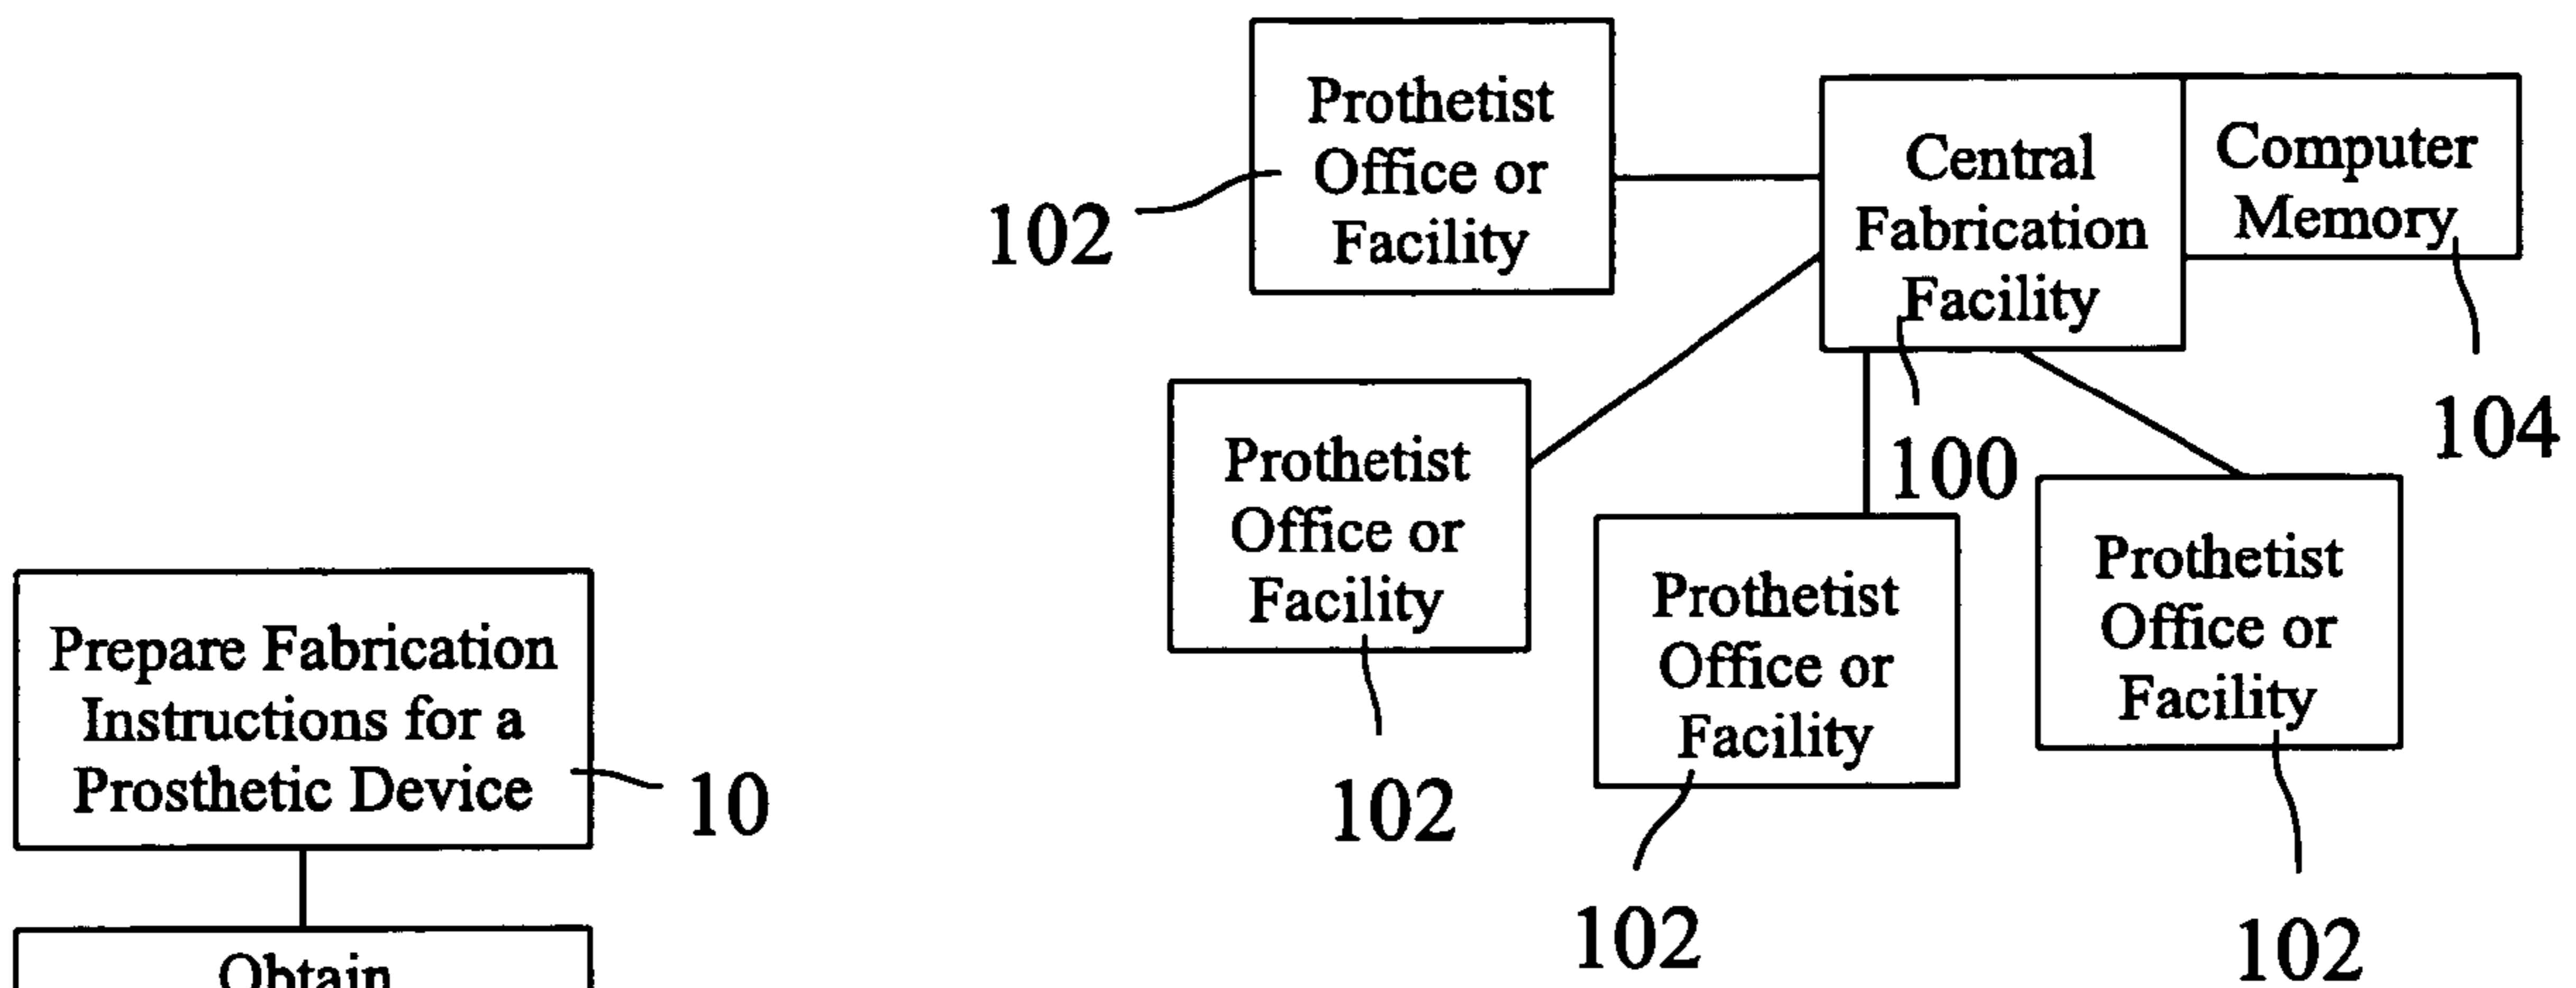 Prothetist
Office or
Facility
102
Central
Fabrication
Facility
100
Computer
Memory
104
Prothetist
Office or
Facility
102
Prothetist
Office or
Facility
102
Prothetist
Office or
Facility
102
Prepare Fabrication
Instructions for a
Prosthetic Device
10
Obtain